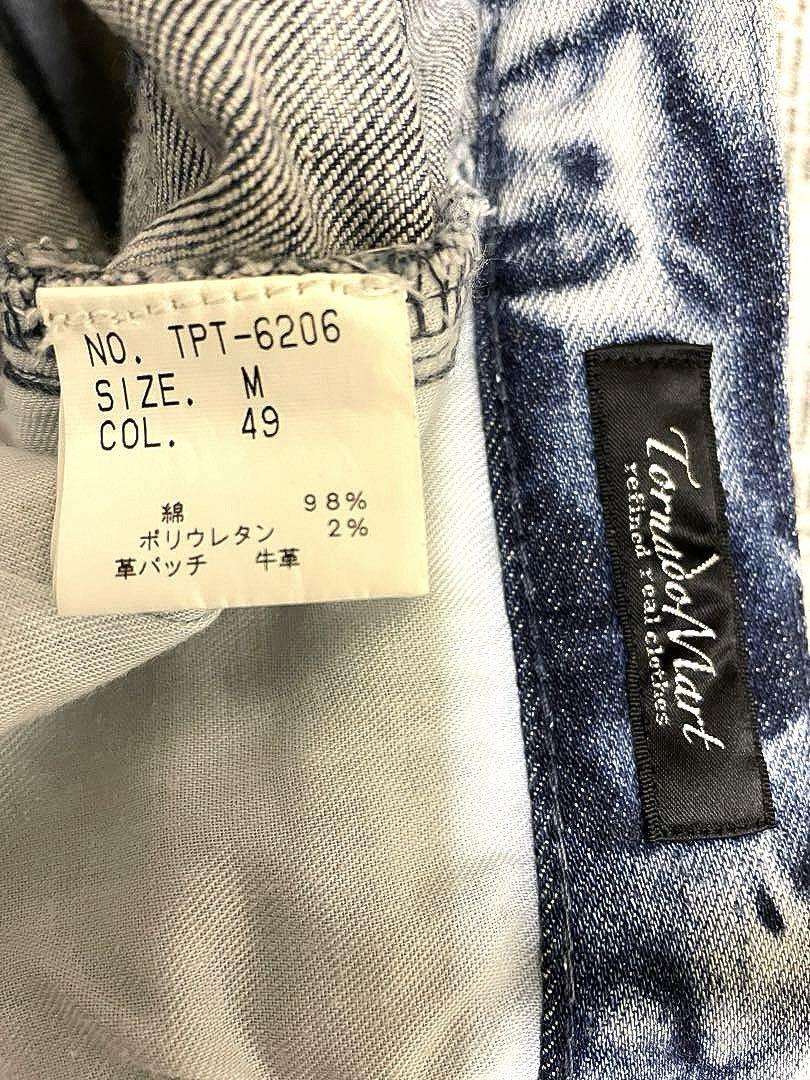 NO. TPT-6206
SIZE. M
COL. 49
綿 98%
ポリウレタン 2%
革パッチ 牛革
TornadoMart
refined real clothes